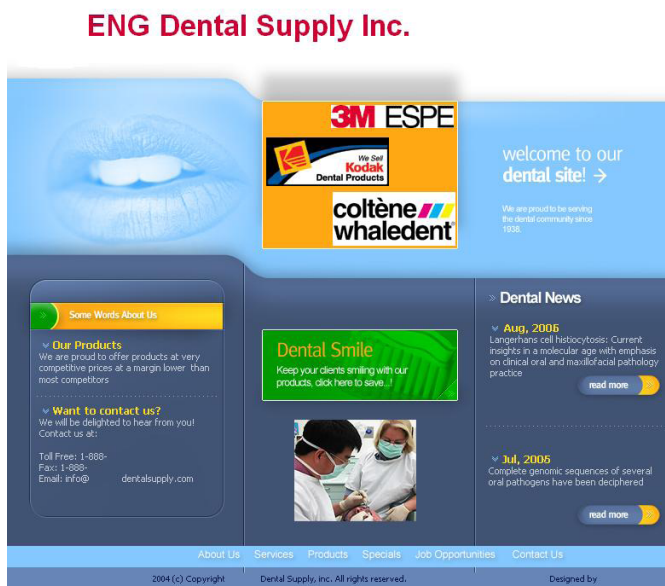 ENG Dental Supply Inc.
3M ESPE
We Sell
Kodak
Dental Products
coltène
whaledent
welcome to our
dental site! →
We are proud to be serving
the dental community since
1938.
Some Words About Us
Our Products
We are proud to offer products at very
competitive prices at a margin lower than
most competitors
Want to contact us?
We will be delighted to hear from you!
Contact us at:
Toll Free: 1-888-
Fax: 1-888-
Email: info@ dentalsupply.com
Dental Smile
Keep your clients smiling with our
products, click here to save...!
» Dental News
Aug, 2006
Langerhans cell histiocytosis: Current
insights in a molecular age with emphasis
on clinical oral and maxillofacial pathology
practice
read more
Jul, 2006
Complete genomic sequences of several
oral pathogens have been deciphered
read more
About Us Services Products Specials Job Opportunities Contact Us
2004 (c) Copyright Dental Supply, inc. All rights reserved. Designed by